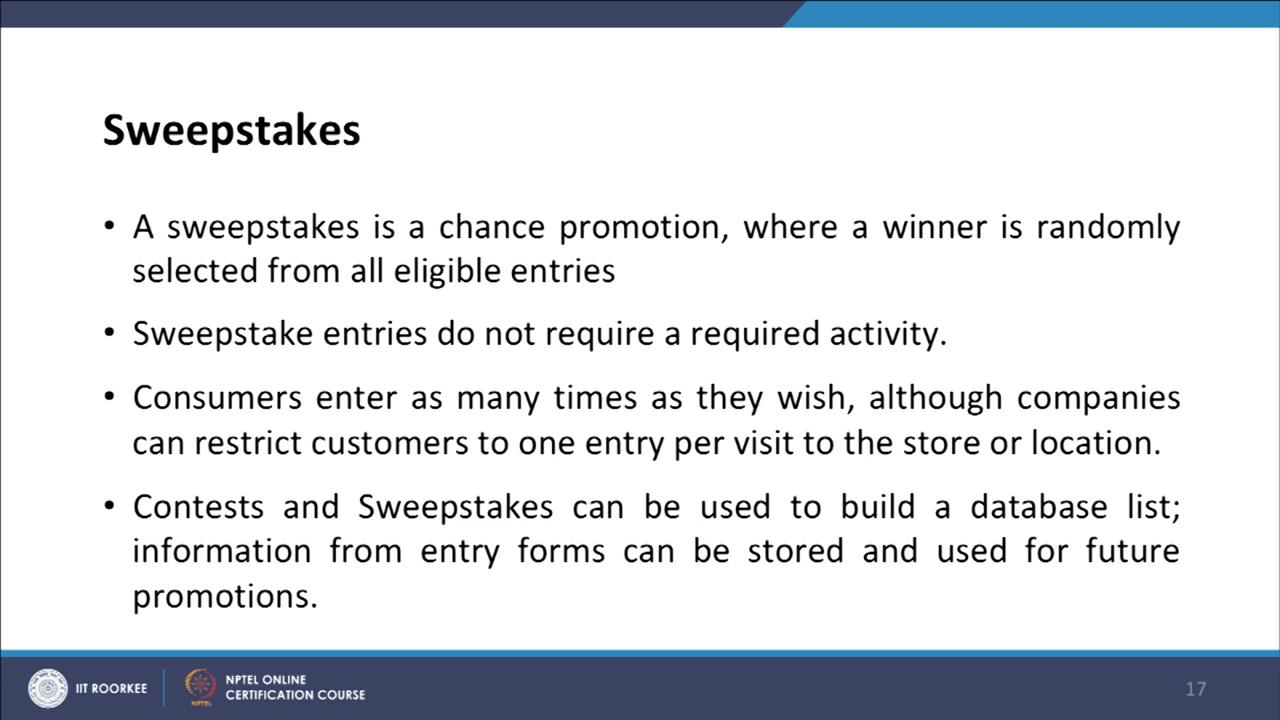 Sweepstakes
• A sweepstakes is a chance promotion, where a winner is randomly
selected from all eligible entries
• Sweepstake entries do not require a required activity.
• Consumers enter as many times as they wish, although companies
can restrict customers to one entry per visit to the store or location.
• Contests and Sweepstakes can be used to build a database list;
information from entry forms can be stored and used for future
promotions.
IIT ROORKEE
NPTEL
NPTEL ONLINE
CERTIFICATION COURSE
17